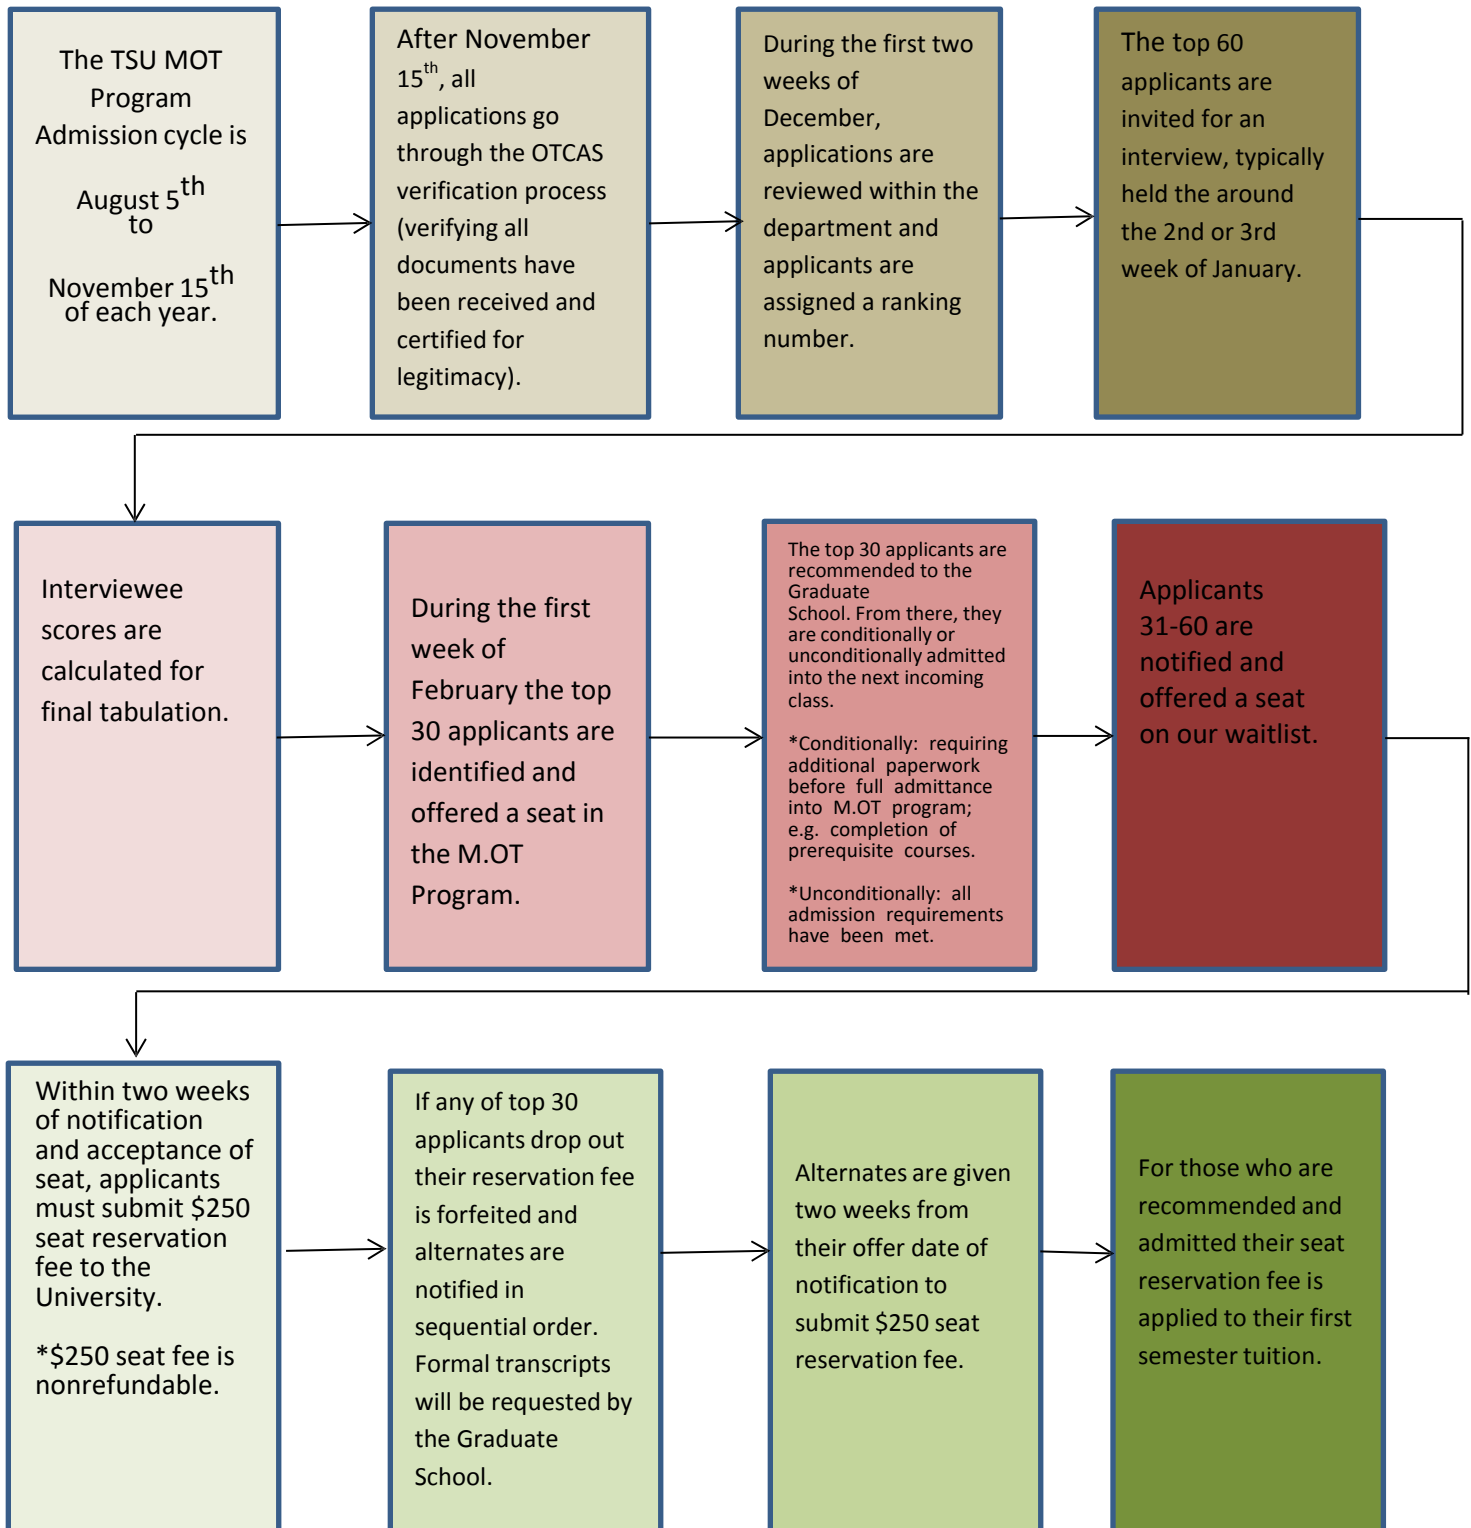 The TSU MOT
Program
Admission cycle is
August 5th
to
November 15th
of each year.
After November
15th, all
applications go
through the OTCAS
verification process
(verifying all
documents have
been received and
certified for
legitimacy).
During the first two
weeks of
December,
applications are
reviewed within the
department and
applicants are
assigned a ranking
number.
The top 60
applicants are
invited for an
interview, typically
held the around
the 2nd or 3rd
week of January.
Interviewee
scores are
calculated for
final tabulation.
During the first
week of
February the top
30 applicants are
identified and
offered a seat in
the M.OT
Program.
The top 30 applicants are
recommended to the
Graduate
School. From there, they
are conditionally or
unconditionally admitted
into the next incoming
class.
*Conditionally: requiring
additional paperwork
before full admittance
into M.OT program;
e.g. completion of
prerequisite courses.
*Unconditionally: all
admission requirements
have been met.
Applicants
31-60 are
notified and
offered a seat
on our waitlist.
Within two weeks
of notification
and acceptance of
seat, applicants
must submit $250
seat reservation
fee to the
University.
*$250 seat fee is
nonrefundable.
If any of top 30
applicants drop out
their reservation fee
is forfeited and
alternates are
notified in
sequential order.
Formal transcripts
will be requested by
the Graduate
School.
Alternates are given
two weeks from
their offer date of
notification to
submit $250 seat
reservation fee.
For those who are
recommended and
admitted their seat
reservation fee is
applied to their first
semester tuition.